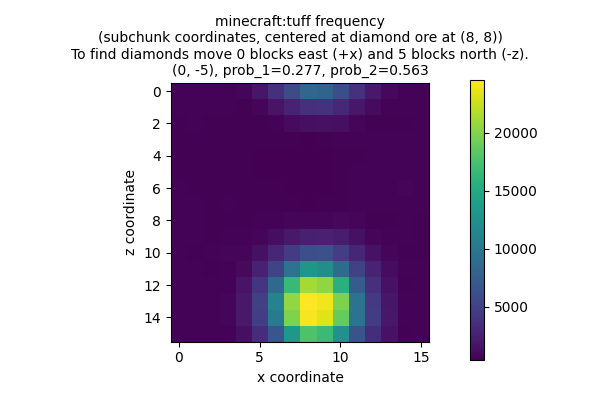 minecraft:tuff frequency
(subchunk coordinates, centered at diamond ore at (8, 8))
To find diamonds move 0 blocks east (+x) and 5 blocks north (-z).
(0, -5), prob_1=0.277, prob_2=0.563
0
2
4
6
8
10
12
14
z coordinate
0
5
10
15
x coordinate
20000
15000
10000
5000